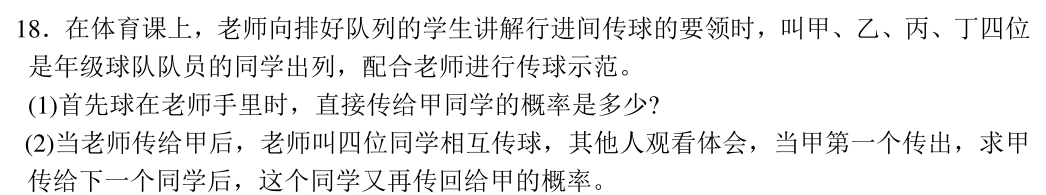 18．在体育课上，老师向排好队列的学生讲解行进间传球的要领时，叫甲、乙、丙、丁四位
是年级球队队员的同学出列，配合老师进行传球示范。
(1)首先球在老师手里时，直接传给甲同学的概率是多少?
(2)当老师传给甲后，老师叫四位同学相互传球，其他人观看体会，当甲第一个传出，求甲
传给下一个同学后，这个同学又再传回给甲的概率。